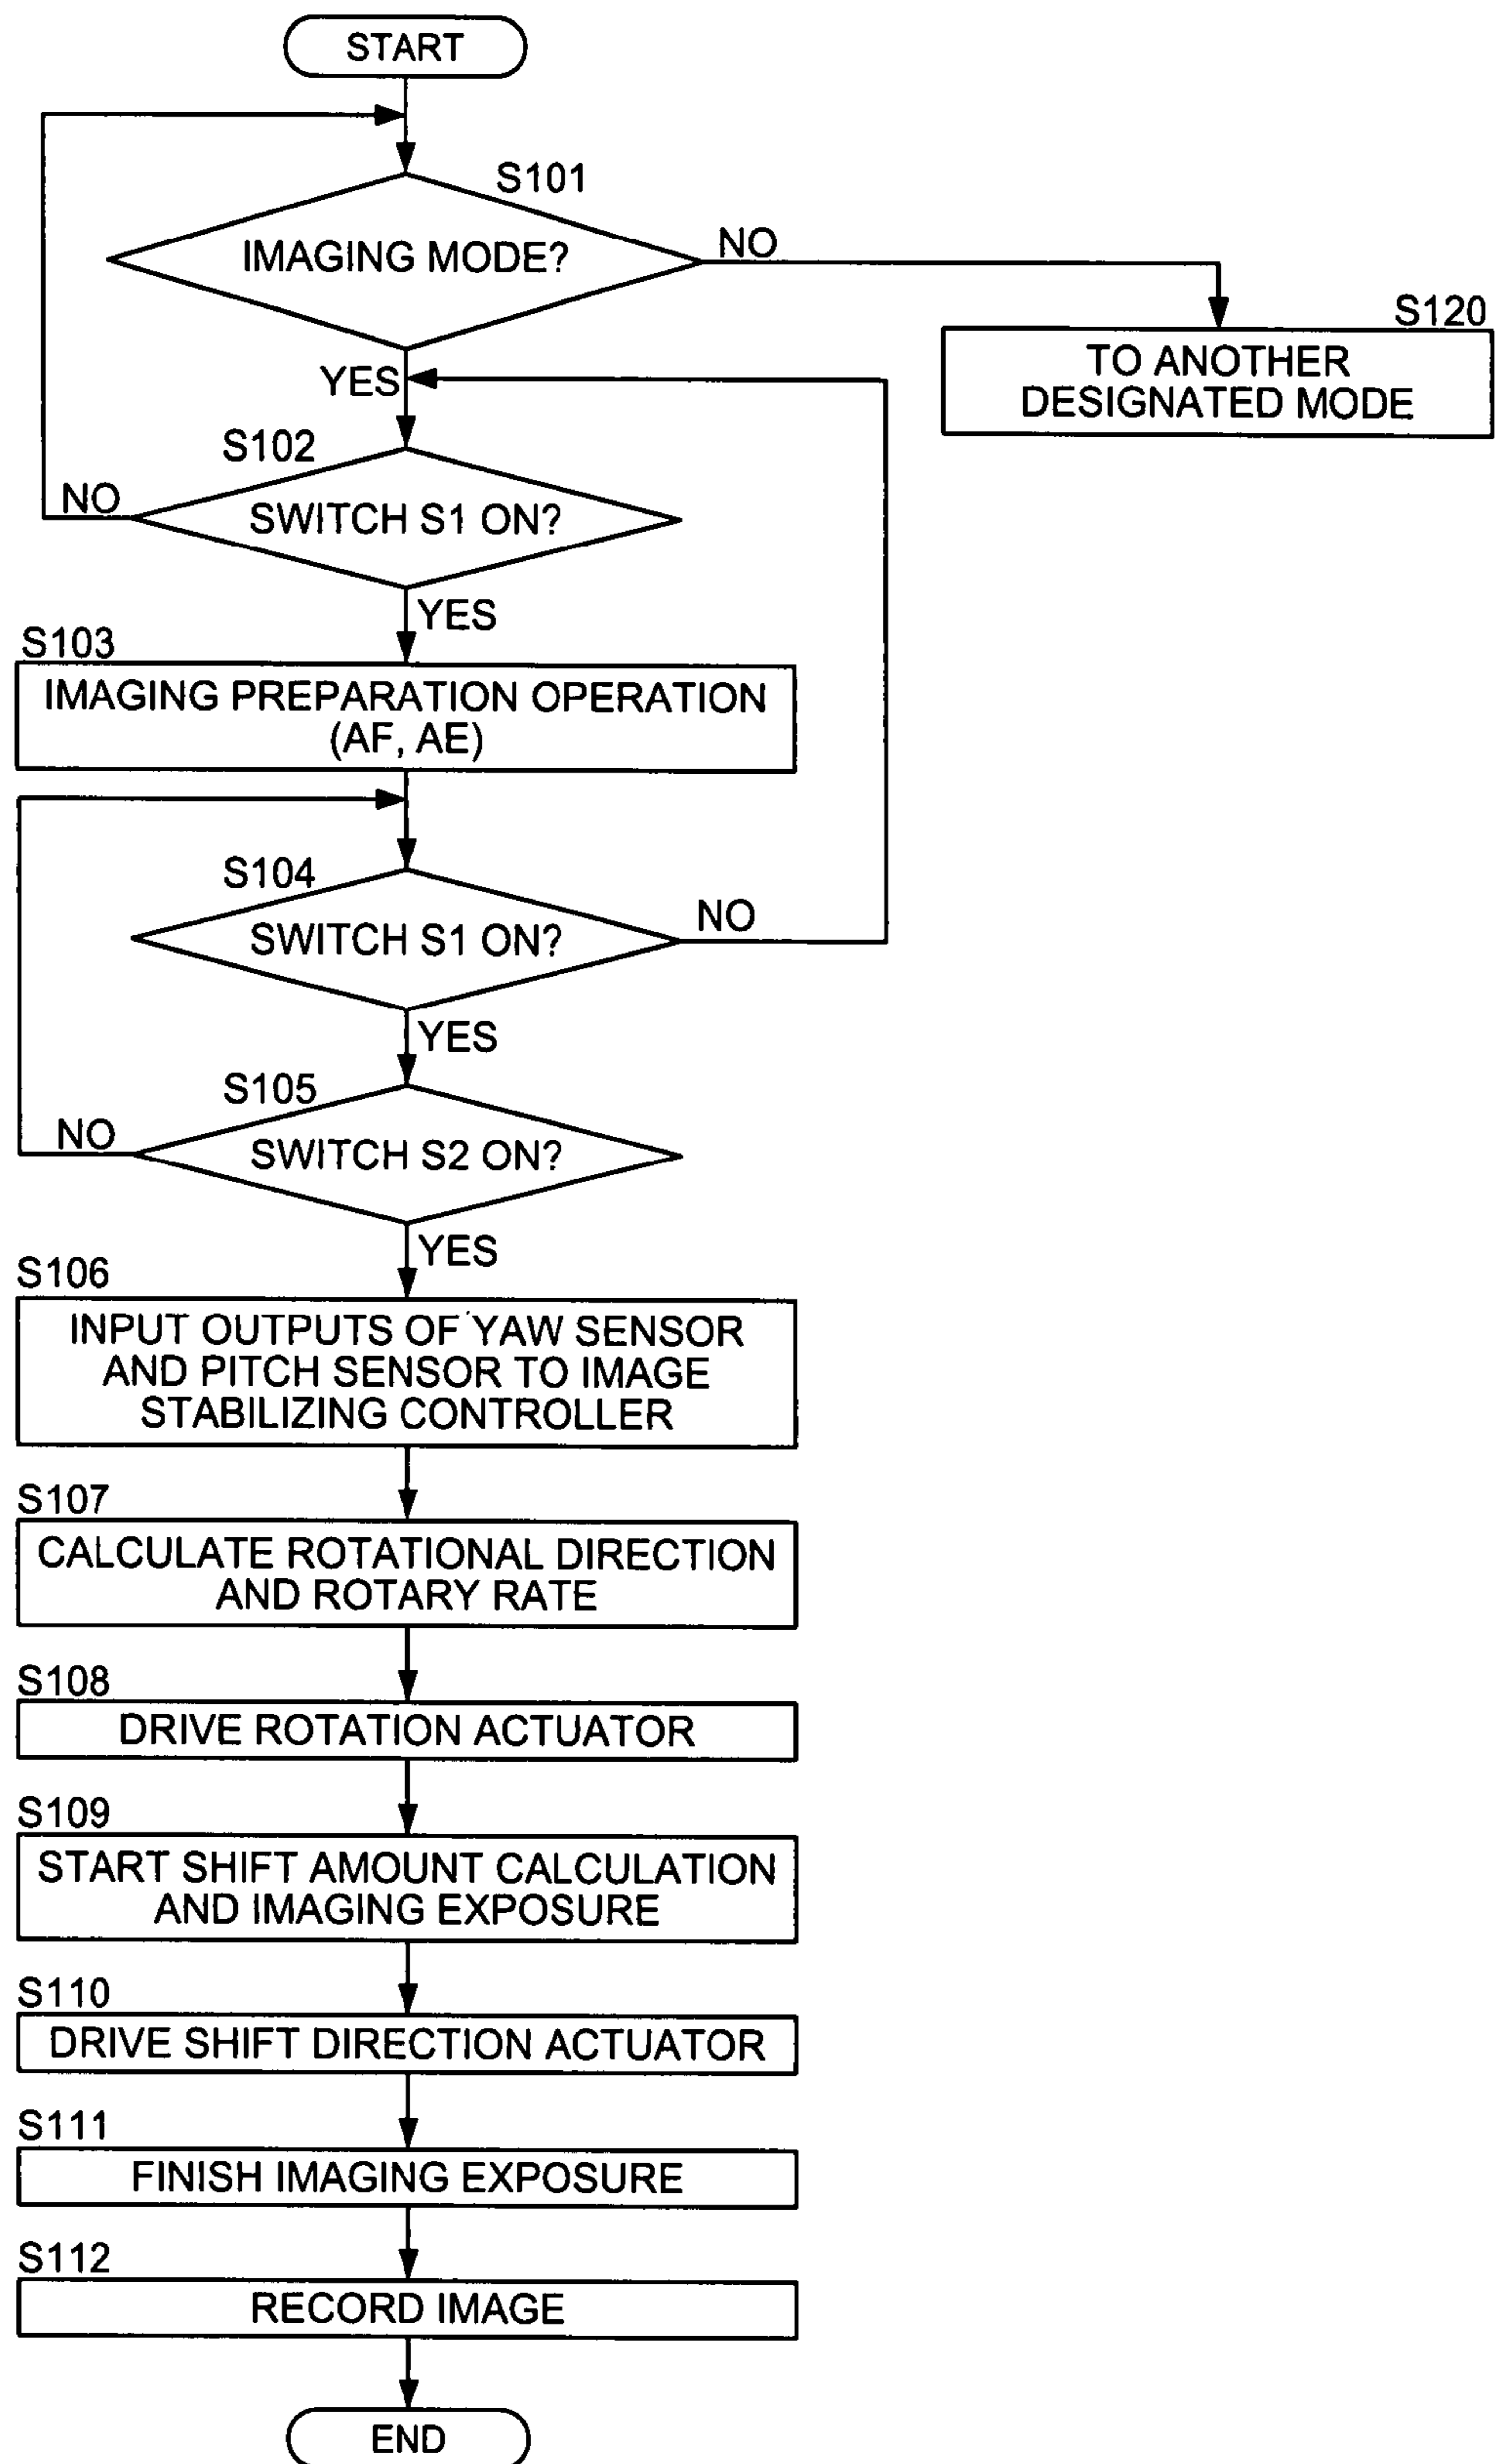 START
S101
IMAGING MODE?
NO
S120
TO ANOTHER
DESIGNATED MODE
YES
S102
NO
SWITCH S1 ON?
YES
S103
IMAGING PREPARATION OPERATION
(AF, AE)
S104
SWITCH S1 ON?
NO
YES
S105
NO
SWITCH S2 ON?
YES
S106
INPUT OUTPUTS OF YAW SENSOR
AND PITCH SENSOR TO IMAGE
STABILIZING CONTROLLER
S107
CALCULATE ROTATIONAL DIRECTION
AND ROTARY RATE
S108
DRIVE ROTATION ACTUATOR
S109
START SHIFT AMOUNT CALCULATION
AND IMAGING EXPOSURE
S110
DRIVE SHIFT DIRECTION ACTUATOR
S111
FINISH IMAGING EXPOSURE
S112
RECORD IMAGE
END